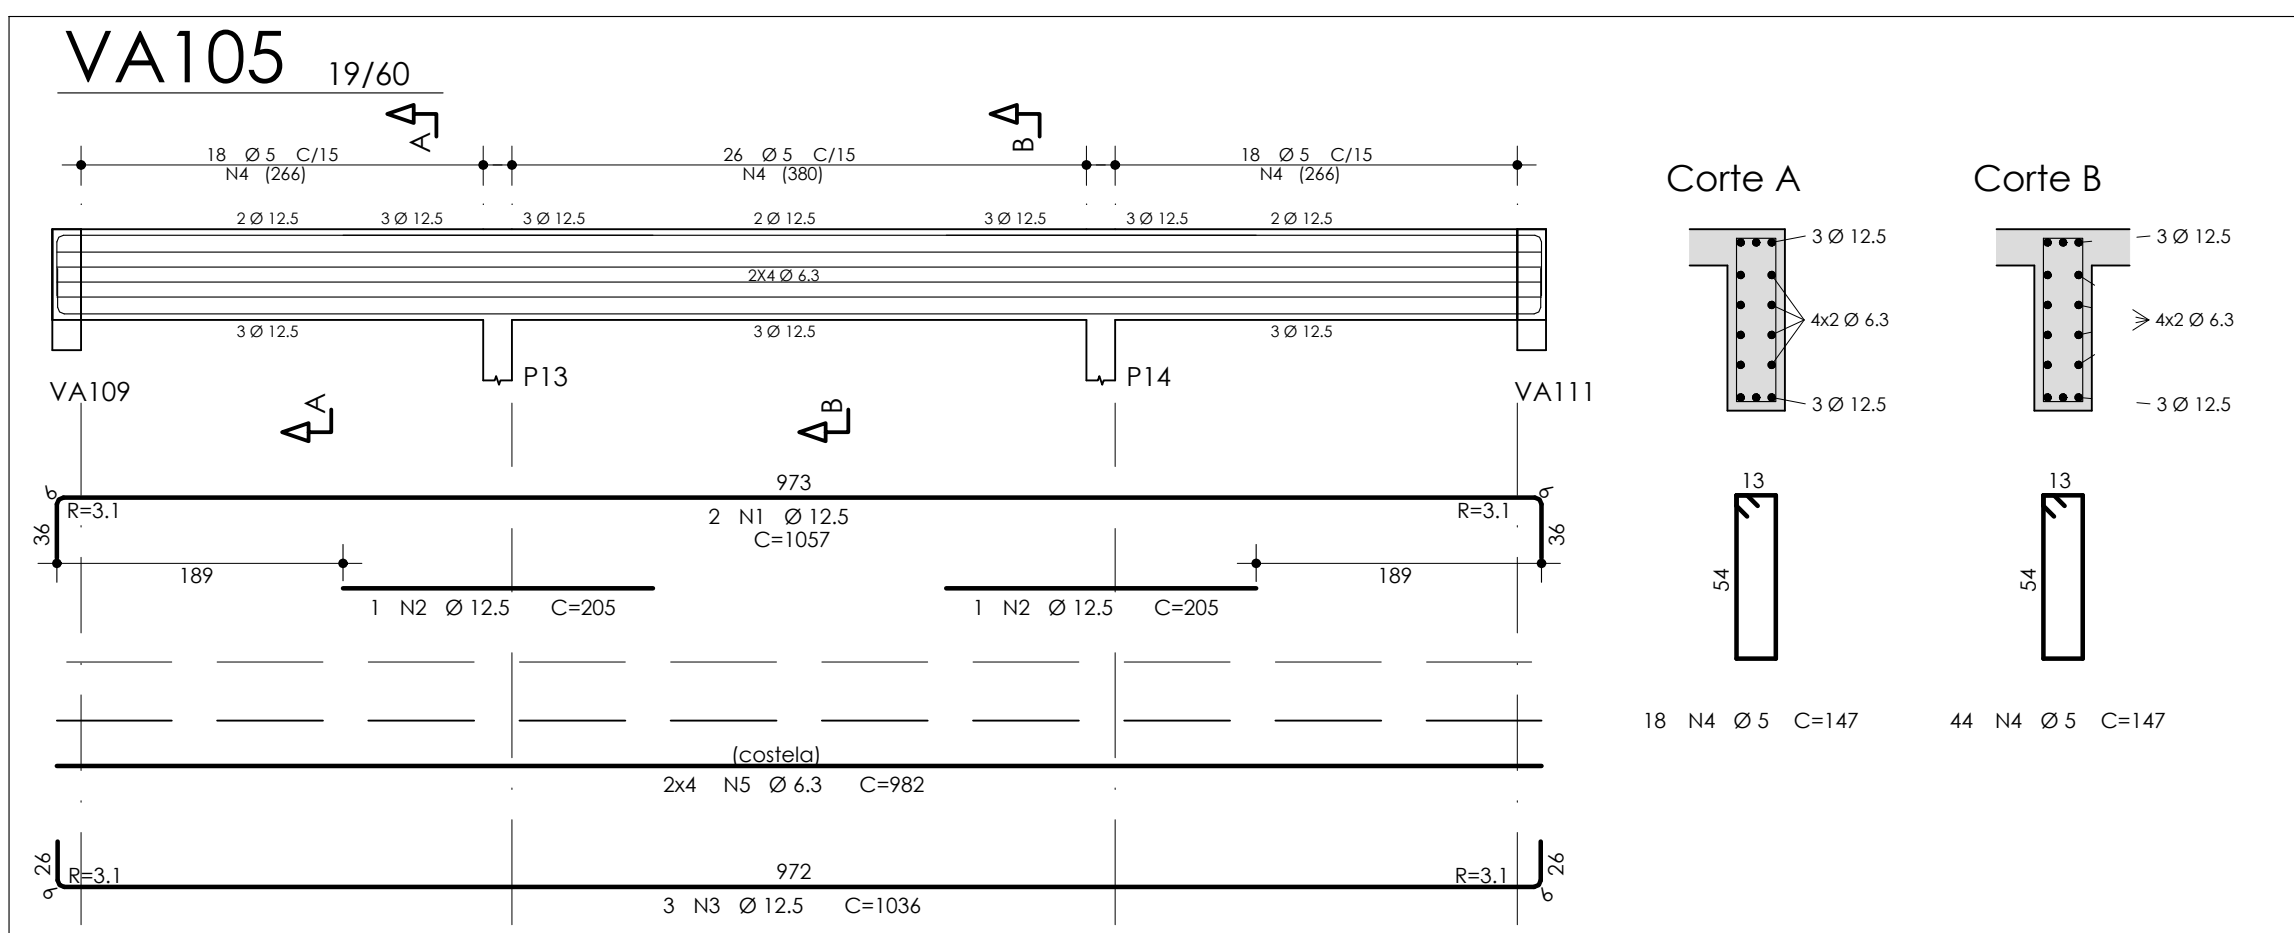 VA105 19/60
A
B
18 Ø 5 C/15
N4 (266)
26 Ø 5 C/15
N4 (380)
18 Ø 5 C/15
N4 (266)
2 Ø 12.5 3 Ø 12.5 3 Ø 12.5 2 Ø 12.5 3 Ø 12.5 3 Ø 12.5 2 Ø 12.5
2X4 Ø 6.3
3 Ø 12.5 3 Ø 12.5 3 Ø 12.5
P13 P14
VA109 VA111
A
B
973
9 9
R=3.1 R=3.1
2 N1 Ø 12.5
C=1057
36 36
189 189
1 N2 Ø 12.5 C=205
1 N2 Ø 12.5 C=205
(costela)
2x4 N5 Ø 6.3 C=982
26 26
972
R=3.1 R=3.1
9 9
3 N3 Ø 12.5 C=1036
Corte A
3 Ø 12.5
4x2 Ø 6.3
3 Ø 12.5
13
54
18 N4 Ø 5 C=147
Corte B
3 Ø 12.5
4x2 Ø 6.3
3 Ø 12.5
13
54
44 N4 Ø 5 C=147